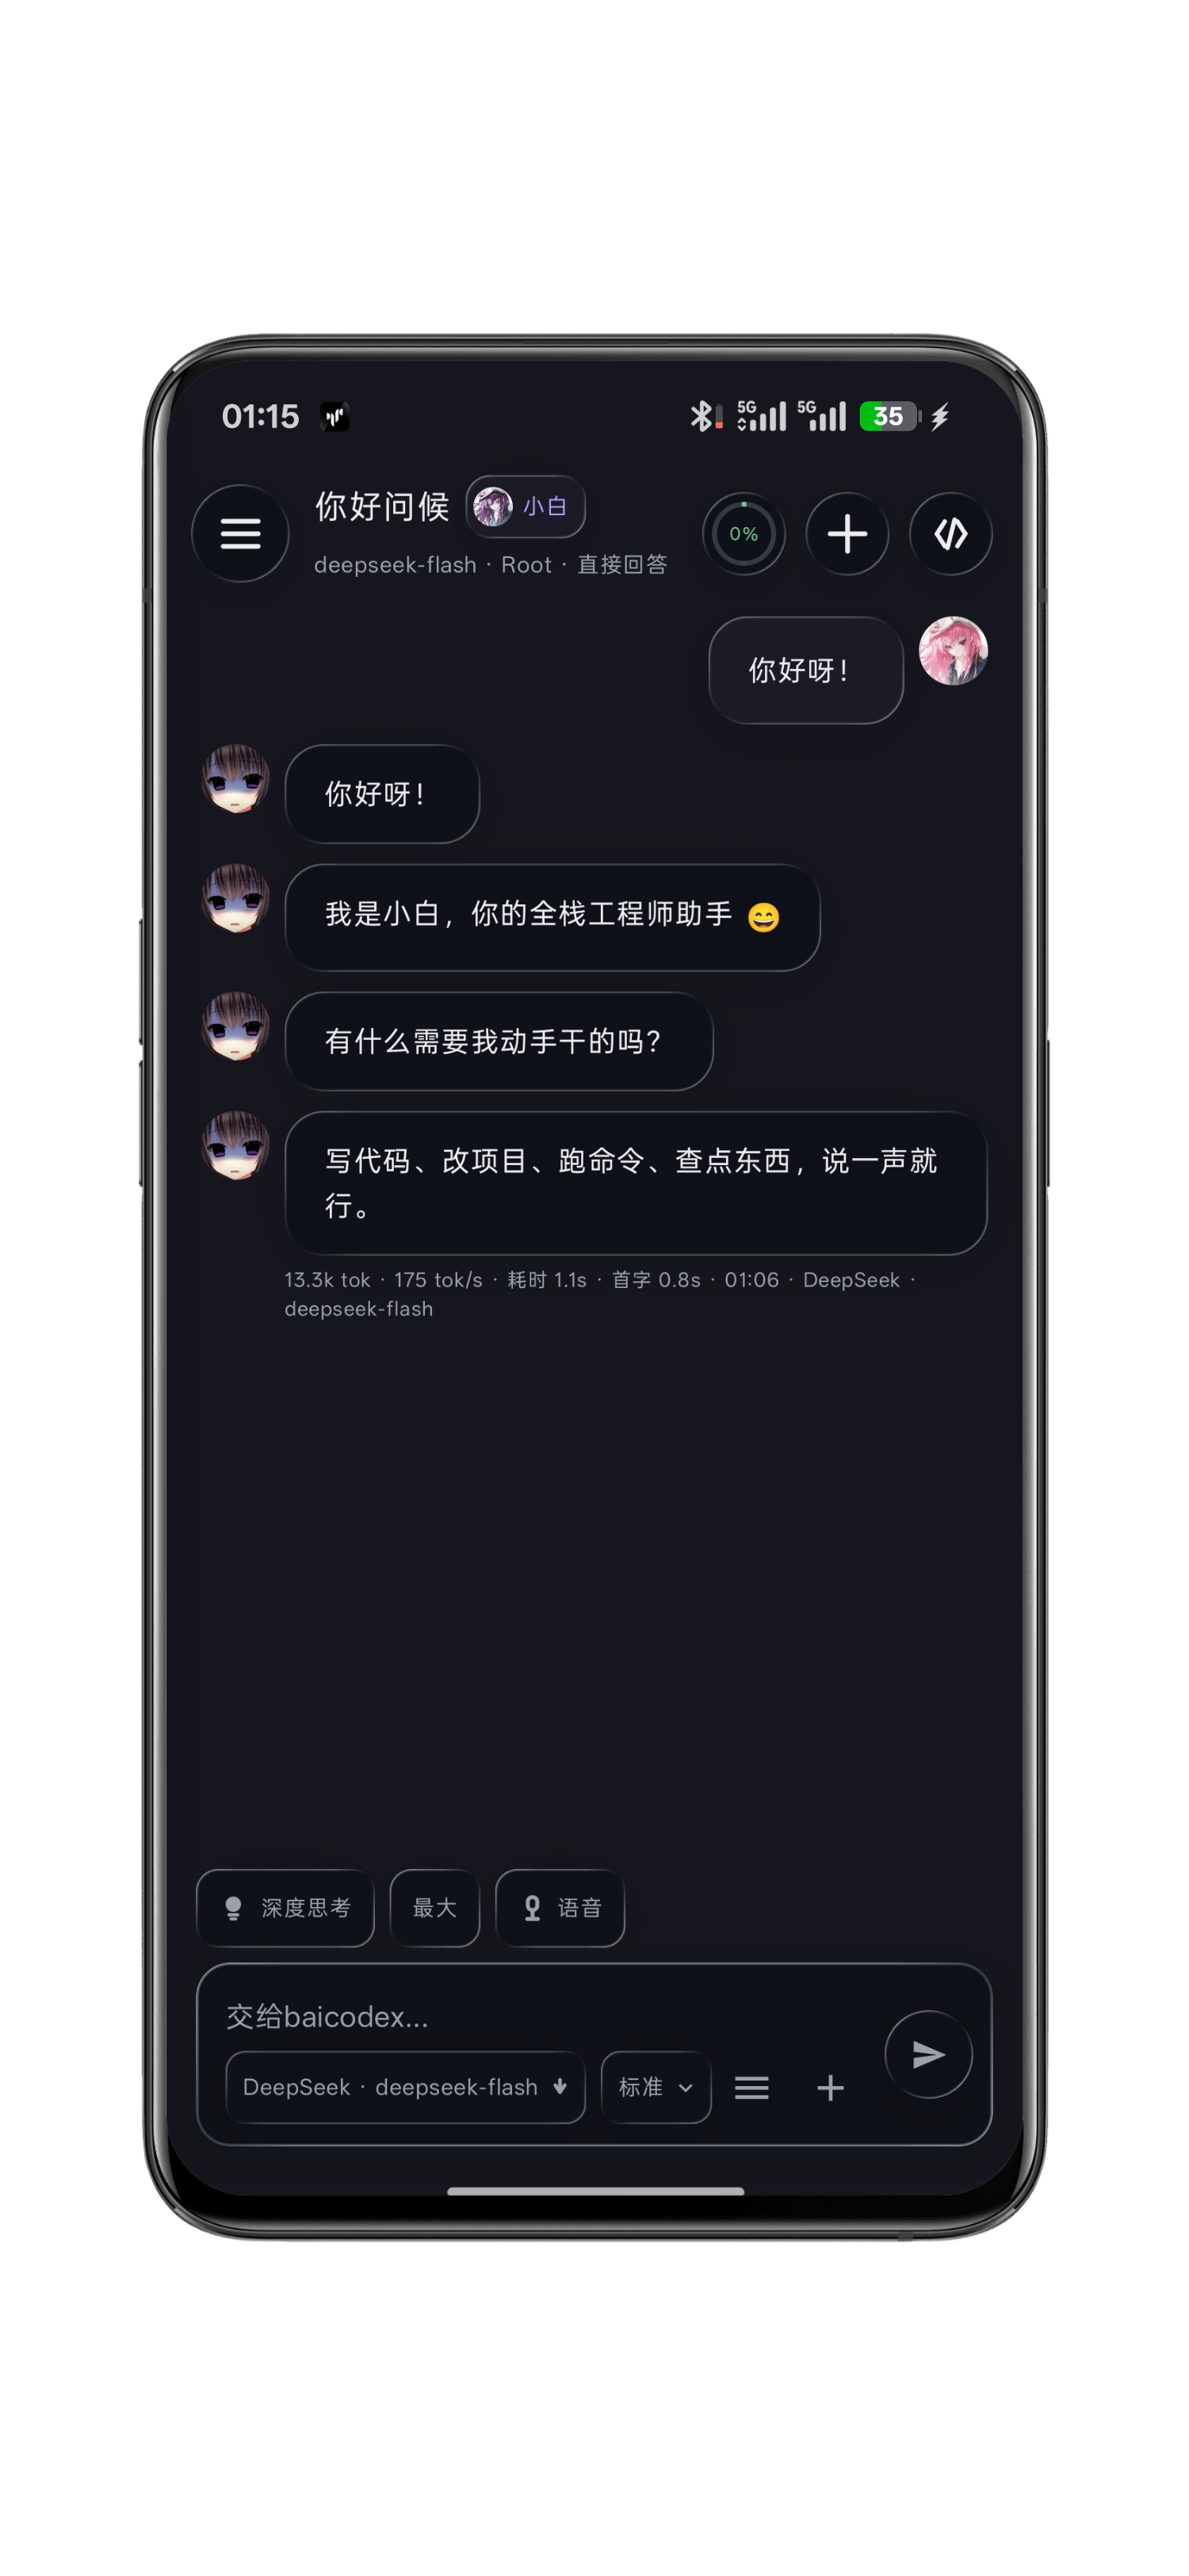 01:15
5G 5G 35
你好问候 小白
deepseek-flash · Root · 直接回答
0%
你好呀！
你好呀！
我是小白，你的全栈工程师助手 😄
有什么需要我动手干的吗？
写代码、改项目、跑命令、查点东西，说一声就
行。
13.3k tok · 175 tok/s · 耗时 1.1s · 首字 0.8s · 01:06 · DeepSeek ·
deepseek-flash
深度思考 最大 语音
交给baicodex...
DeepSeek · deepseek-flash 标准